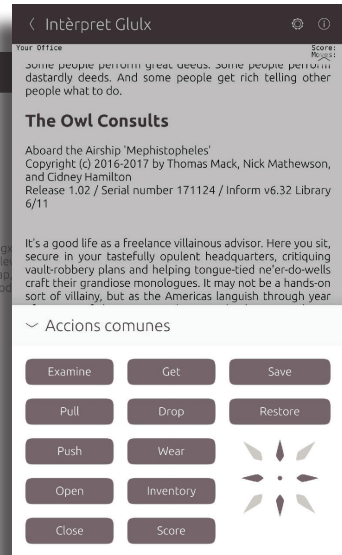 Intèrpret Glulx
Your Office
Score:
Moves:
Some people perform great deeds. Some people perform
dastardly deeds. And some people get rich telling other
people what to do.
The Owl Consults
Aboard the Airship 'Mephistopheles'
Copyright (c) 2016-2017 by Thomas Mack, Nick Mathewson,
and Cidney Hamilton
Release 1.02 / Serial number 171124 / Inform v6.32 Library
6/11
It's a good life as a freelance villainous advisor. Here you sit,
secure in your tastefully opulent headquarters, critiquing
vault-robbery plans and helping tongue-tied ne'er-do-wells
craft their grandiose monologues. It may not be a hands-on
sort of villainy, but as the Americas languish through year
Accions comunes
Examine
Get
Save
Pull
Drop
Restore
Push
Wear
Open
Inventory
Close
Score